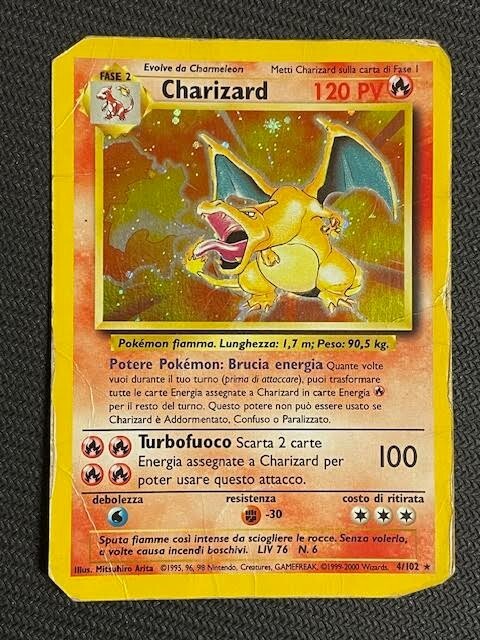 Evolve da Charmeleon Metti Charizard sulla carta di Fase 1
FASE 2
Charizard 120 PV
Pokémon fiamma. Lunghezza: 1,7 m; Peso: 90,5 kg.
Potere Pokémon: Brucia energia Quante volte
vuoi durante il tuo turno (prima di attaccare), puoi trasformare
tutte le carte Energia assegnate a Charizard in carte Energia
per il resto del turno. Questo potere non può essere usato se
Charizard è Addormentato, Confuso o Paralizzato.
Turbofuoco Scarta 2 carte
Energia assegnate a Charizard per
poter usare questo attacco.
100
debolezza resistenza costo di ritirata
-30
Sputa fiamme così intense da sciogliere le rocce. Senza volerlo,
a volte causa incendi boschivi. LIV 76 N. 6
Illus. Mitsuhiro Arita ©1995, 96, 98 Nintendo, Creatures, GAMEFREAK. ©1999-2000 Wizards. 4/102 ★